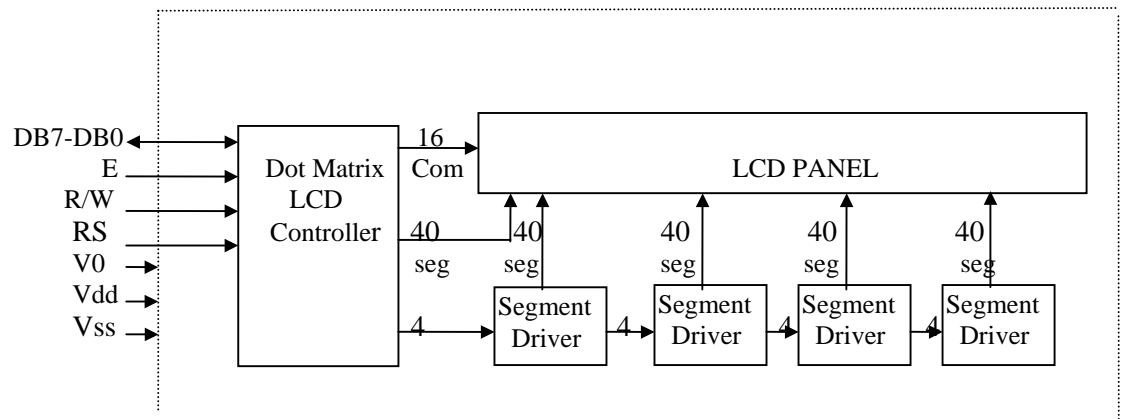 DB7-DB0
E
R/W
RS
V0
Vdd
Vss
Dot Matrix
LCD
Controller
16
Com
LCD PANEL
40
seg
40
seg
40
seg
40
seg
40
seg
4
Segment
Driver
4
Segment
Driver
4
Segment
Driver
4
Segment
Driver